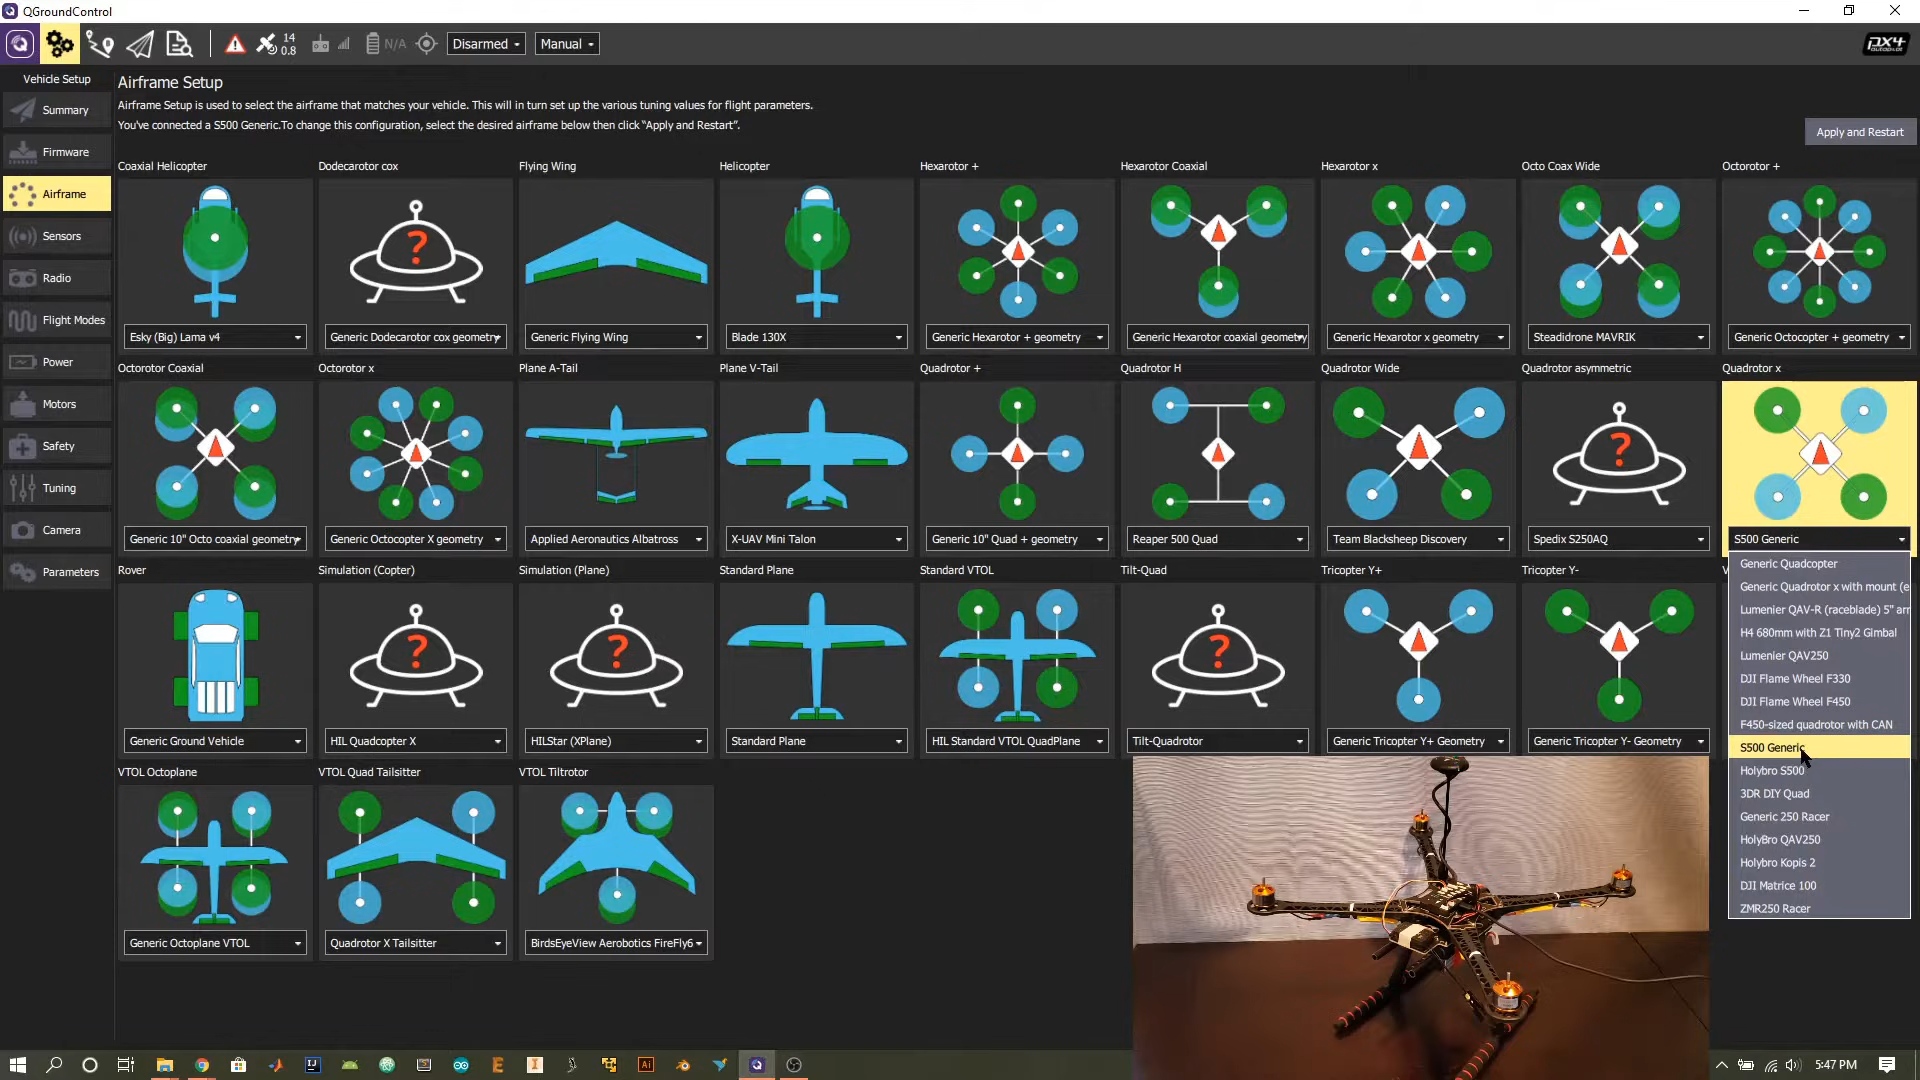 QGroundControl
14
0.8
N/A
Disarmed
Manual
PX4
autopilot
Vehicle Setup
Summary
Firmware
Airframe
Sensors
Radio
Flight Modes
Power
Motors
Safety
Tuning
Camera
Parameters
Airframe Setup
Airframe Setup is used to select the airframe that matches your vehicle. This will in turn set up the various tuning values for flight parameters.
You've connected a S500 Generic.To change this configuration, select the desired airframe below then click “Apply and Restart”.
Apply and Restart
Coaxial Helicopter
Dodecarotor cox
Flying Wing
Helicopter
Hexarotor +
Hexarotor Coaxial
Hexarotor x
Octo Coax Wide
Octorotor +
?
Esky (Big) Lama v4
Generic Dodecarotor cox geometry
Generic Flying Wing
Blade 130X
Generic Hexarotor + geometry
Generic Hexarotor coaxial geometry
Generic Hexarotor x geometry
Steadidrone MAVRIK
Generic Octocopter + geometry
Octorotor Coaxial
Octorotor x
Plane A-Tail
Plane V-Tail
Quadrotor +
Quadrotor H
Quadrotor Wide
Quadrotor asymmetric
Quadrotor x
?
Generic 10" Octo coaxial geometry
Generic Octocopter X geometry
Applied Aeronautics Albatross
X-UAV Mini Talon
Generic 10" Quad + geometry
Reaper 500 Quad
Team Blacksheep Discovery
Spedix S250AQ
S500 Generic
Rover
Simulation (Copter)
Simulation (Plane)
Standard Plane
Standard VTOL
Tilt-Quad
Tricopter Y+
Tricopter Y-
V
?
?
?
Generic Ground Vehicle
HIL Quadcopter X
HILStar (XPlane)
Standard Plane
HIL Standard VTOL QuadPlane
Tilt-Quadrotor
Generic Tricopter Y+ Geometry
Generic Tricopter Y- Geometry
Generic Quadcopter
Generic Quadrotor x with mount (e
Lumenier QAV-R (raceblade) 5" arr
H4 680mm with Z1 Tiny2 Gimbal
Lumenier QAV250
DJI Flame Wheel F330
DJI Flame Wheel F450
F450-sized quadrotor with CAN
S500 Generic
Holybro S500
3DR DIY Quad
Generic 250 Racer
HolyBro QAV250
Holybro Kopis 2
DJI Matrice 100
ZMR250 Racer
VTOL Octoplane
VTOL Quad Tailsitter
VTOL Tiltrotor
Generic Octoplane VTOL
Quadrotor X Tailsitter
BirdsEyeView Aerobotics FireFly6
5:47 PM